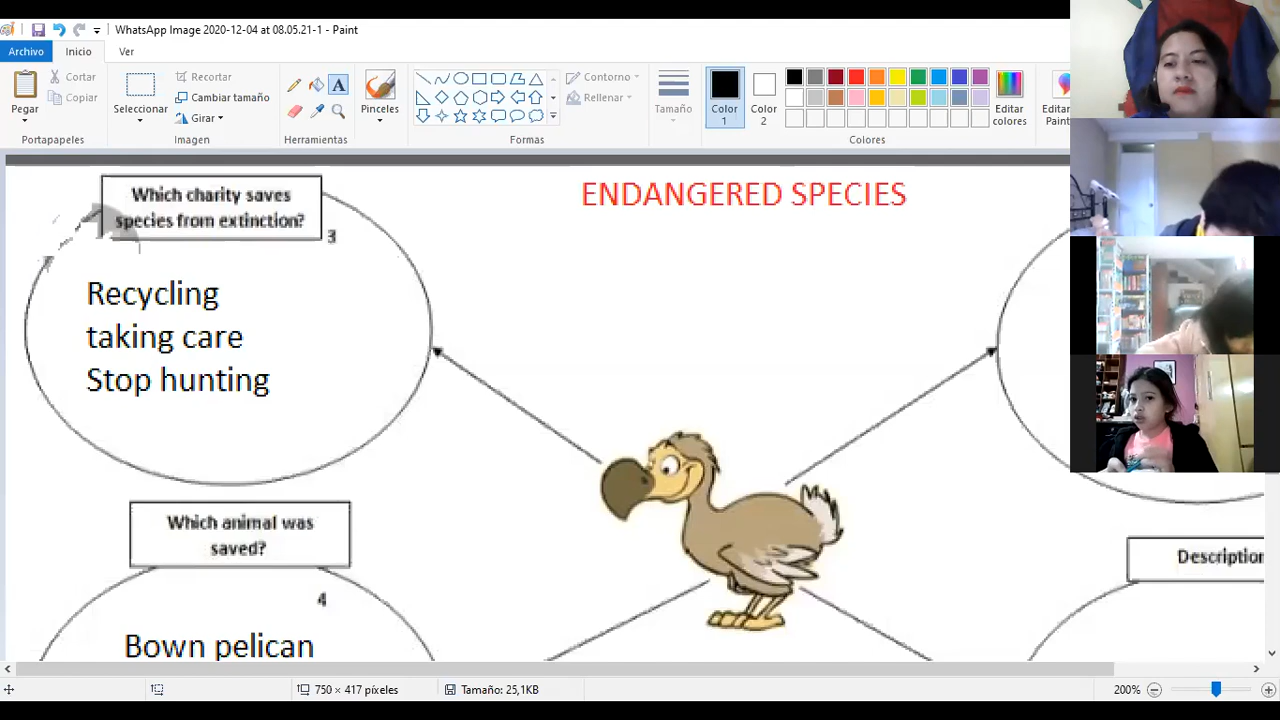 WhatsApp Image 2020-12-04 at 08.05.21-1 - Paint
Archivo Inicio Ver
Pegar
Cortar
Copiar
Portapapeles
Seleccionar
Recortar
Cambiar tamaño
Girar
Imagen
Herramientas
Pinceles
Contorno
Rellenar
Formas
Tamaño
Color 1
Color 2
Editar colores
Colores
Editar
Paint
Which charity saves
species from extinction?
3
Recycling
taking care
Stop hunting
ENDANGERED SPECIES
Which animal was
saved?
4
Bown pelican
Description
750 × 417 píxeles
Tamaño: 25,1KB
200%